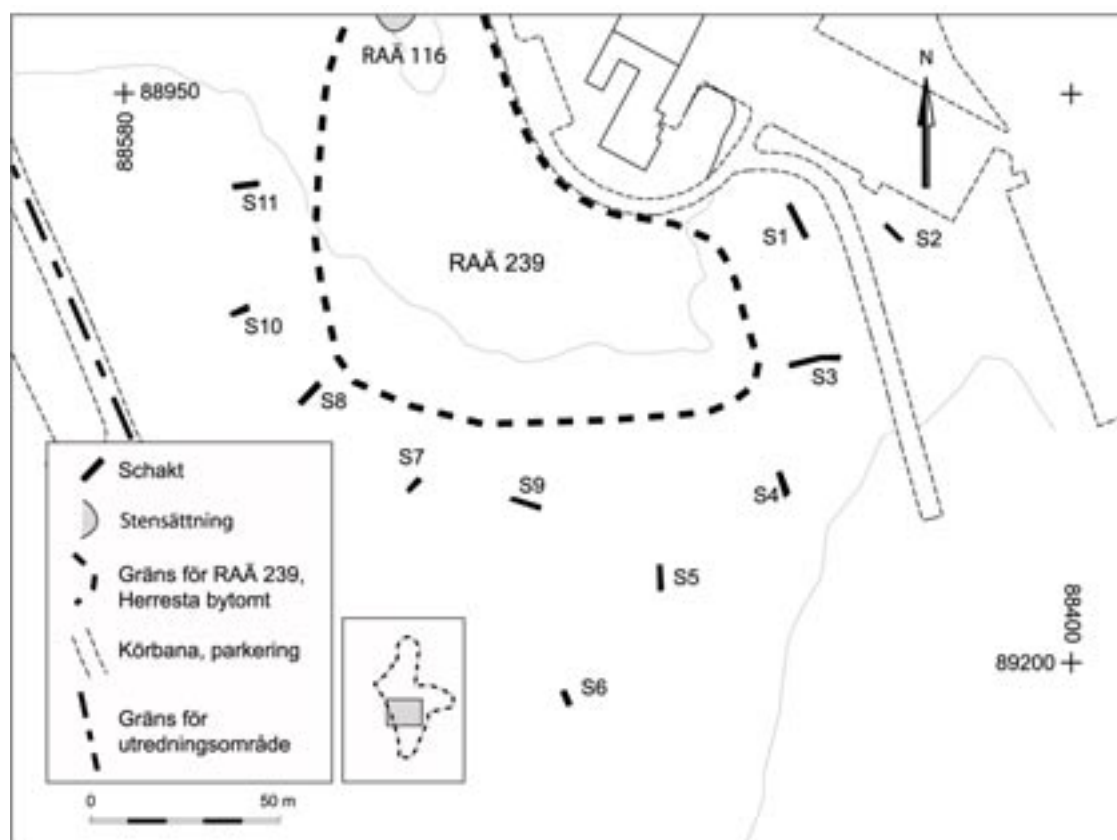 RAÄ 116
N
88950
88580
S11
S1
S2
RAÄ 239
S10
S3
S8
S7
S9
S4
S5
S6
88400
89200
Schakt
Stensättning
Gräns för RAÄ 239,
Herresta bytomt
Körbana, parkering
Gräns för
utredningsområde
0 50 m